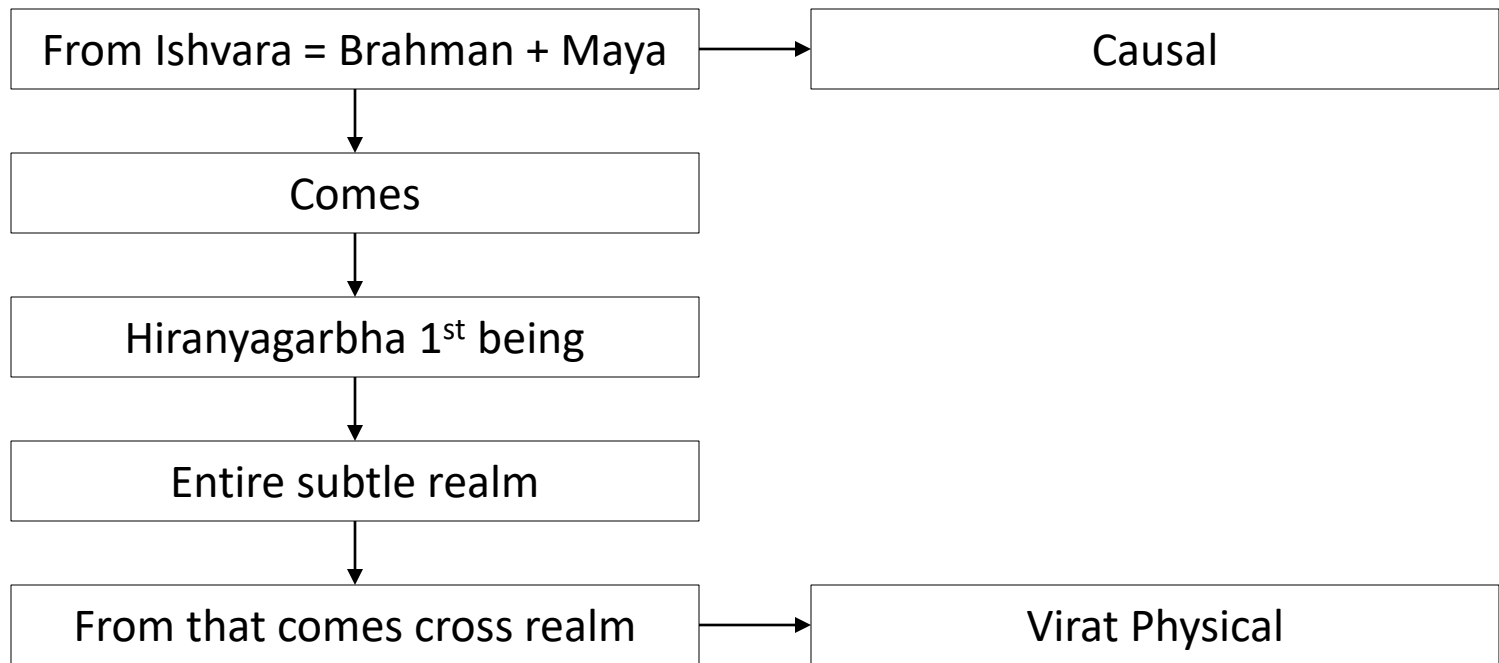 From Ishvara = Brahman + Maya
Causal
Comes
Hiranyagarbha 1st being
Entire subtle realm
From that comes cross realm
Virat Physical